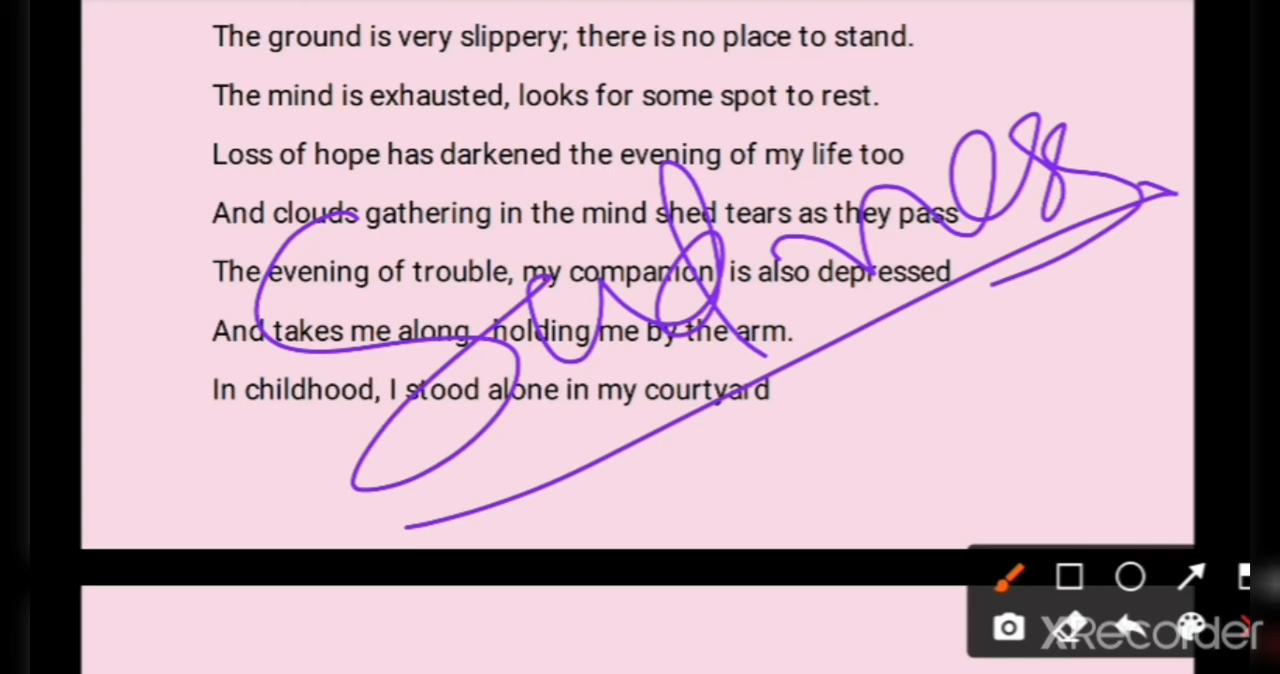 The ground is very slippery; there is no place to stand.
The mind is exhausted, looks for some spot to rest.
Loss of hope has darkened the evening of my life too
And clouds gathering in the mind shed tears as they pass
The evening of trouble, my companion, is also depressed
And takes me along, holding me by the arm.
In childhood, I stood alone in my courtyard
Sadness
XRecorder